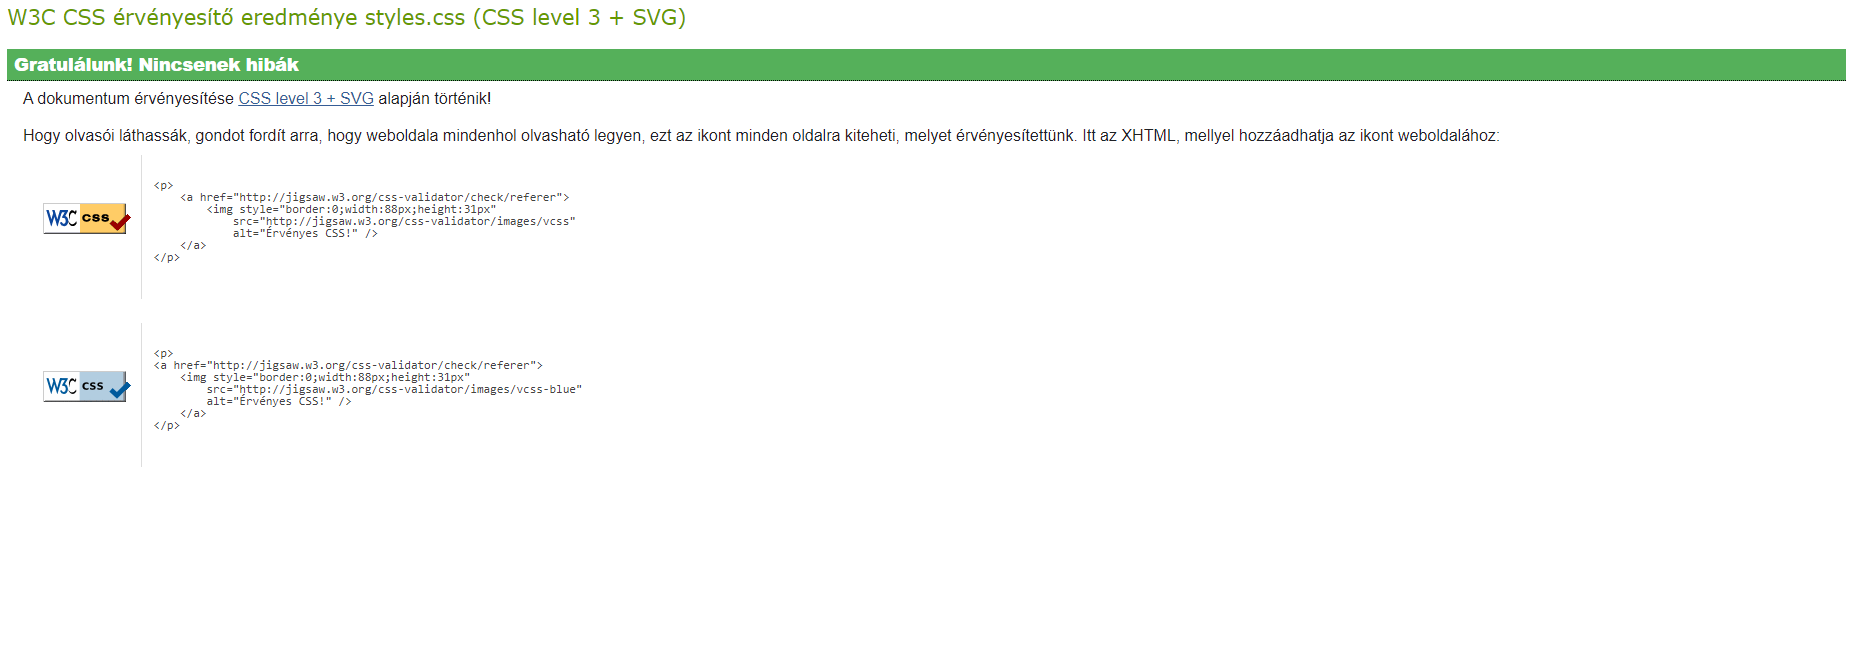 W3C CSS érvényesítő eredménye styles.css (CSS level 3 + SVG)
Gratulálunk! Nincsenek hibák
A dokumentum érvényesítése CSS level 3 + SVG alapján történik!
Hogy olvasói láthassák, gondot fordít arra, hogy weboldala mindenhol olvasható legyen, ezt az ikont minden oldalra kiteheti, melyet érvényesítettünk. Itt az XHTML, mellyel hozzáadhatja az ikont weboldalához:
<p>
<a href="http://jigsaw.w3.org/css-validator/check/referer">
<img style="border:0;width:88px;height:31px"
W3C css
src="http://jigsaw.w3.org/css-validator/images/vcss"
alt="Érvényes CSS!" />
</a>
</p>
<p>
<a href="http://jigsaw.w3.org/css-validator/check/referer">
<img style="border:0;width:88px;height:31px"
W3C css
src="http://jigsaw.w3.org/css-validator/images/vcss-blue"
alt="Érvényes CSS!" />
</a>
</p>